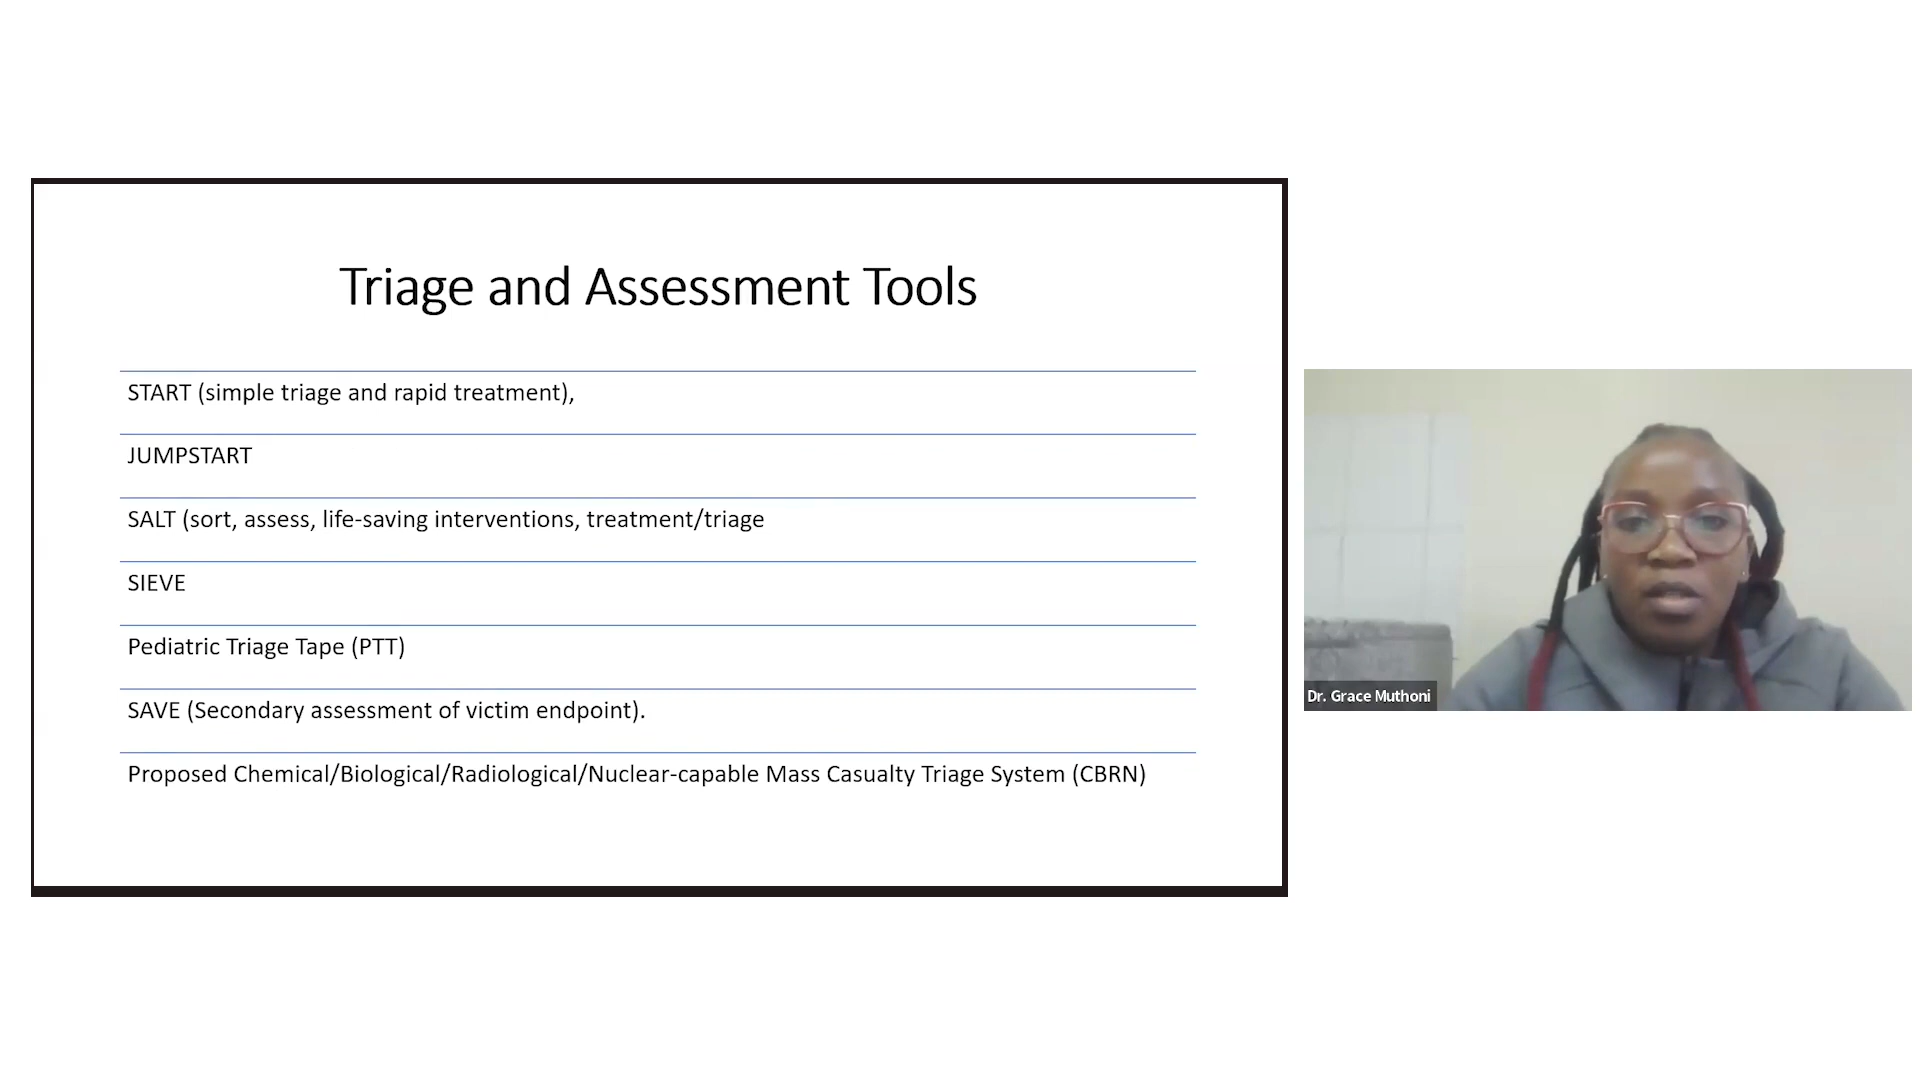 Triage and Assessment Tools
START (simple triage and rapid treatment),
JUMPSTART
SALT (sort, assess, life-saving interventions, treatment/triage
SIEVE
Pediatric Triage Tape (PTT)
SAVE (Secondary assessment of victim endpoint).
Proposed Chemical/Biological/Radiological/Nuclear-capable Mass Casualty Triage System (CBRN)
Dr. Grace Muthoni